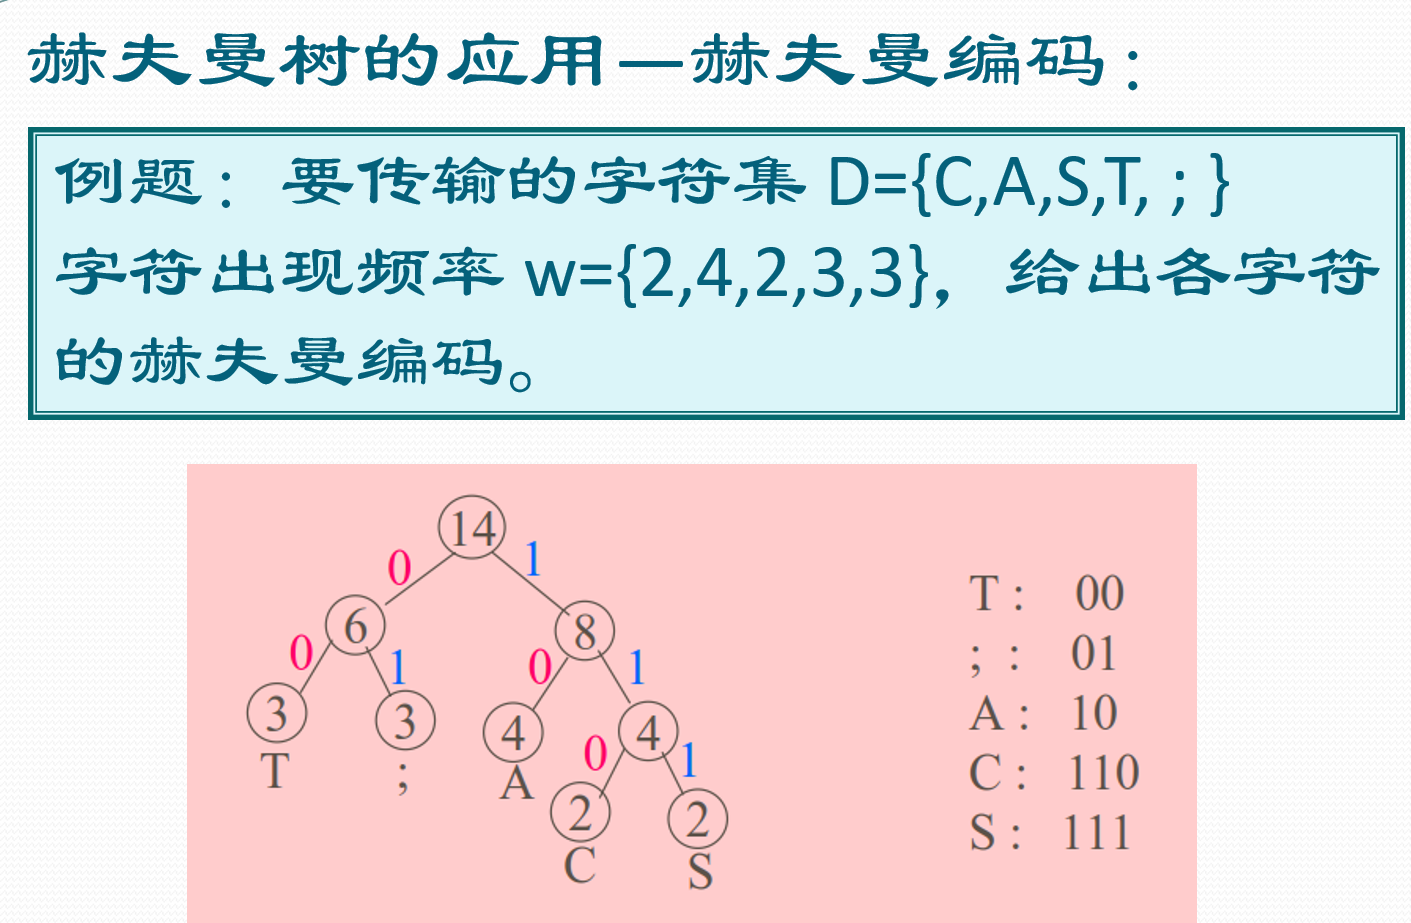 赫夫曼树的应用—赫夫曼编码：
例题：要传输的字符集 D={C,A,S,T, ; }
字符出现频率 w={2,4,2,3,3}，给出各字符
的赫夫曼编码。
14
0 1
6 8
0 1 0 1
3 3 4 4
T ; A 0 1
2 2
C S
T : 00
; : 01
A : 10
C : 110
S : 111